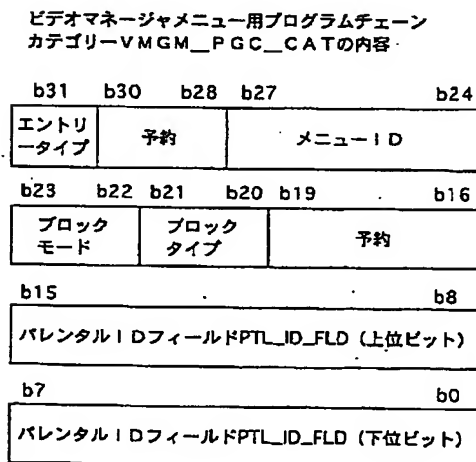 ビデオマネージャメニュー用プログラムチェーン
カテゴリーVMGM__PGC_CATの内容
b31 b30 b28 b27 b24
エントリ
ータイプ 予約 メニューID
b23 b22 b21 b20 b19 b16
ブロック
モード ブロック
タイプ 予約
b15 b8
パレンタルIDフィールドPTL_ID_FLD(上位ビット)
b7 b0
パレンタルIDフィールドPTL_ID_FLD(下位ビット)